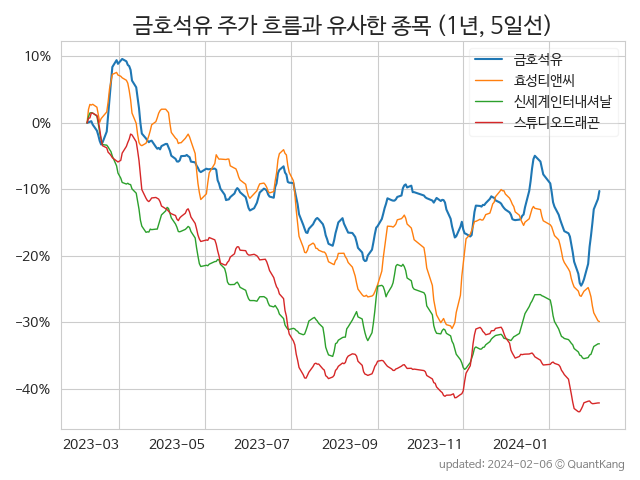 금호석유 주가 흐름과 유사한 종목 (1년, 5일선)
금호석유
효성티앤씨
신세계인터내셔날
스튜디오드래곤
10%
0%
−10%
−20%
−30%
−40%
2023-03 2023-05 2023-07 2023-09 2023-11 2024-01
updated: 2024-02-06 © QuantKang